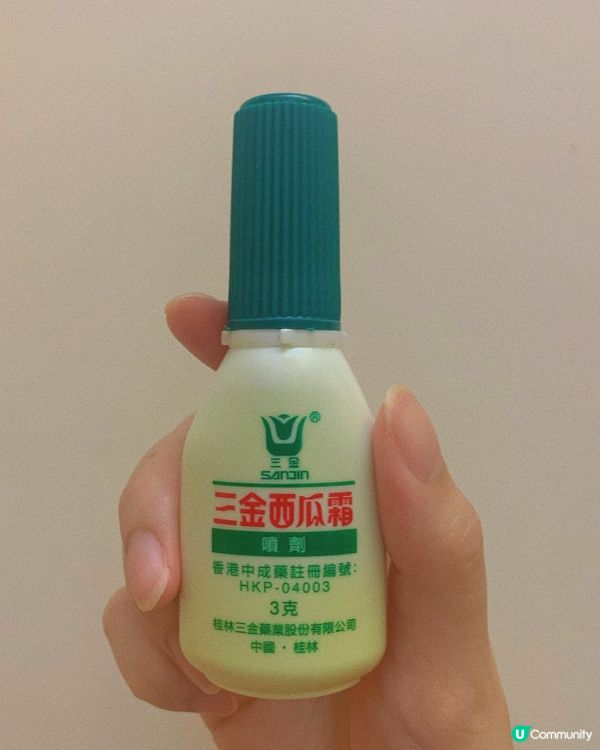 ®
三金
SANJIN
三金西瓜霜
噴劑
香港中成藥註冊編號:
HKP-04003
3克
桂林三金藥業股份有限公司
中國·桂林
U Community